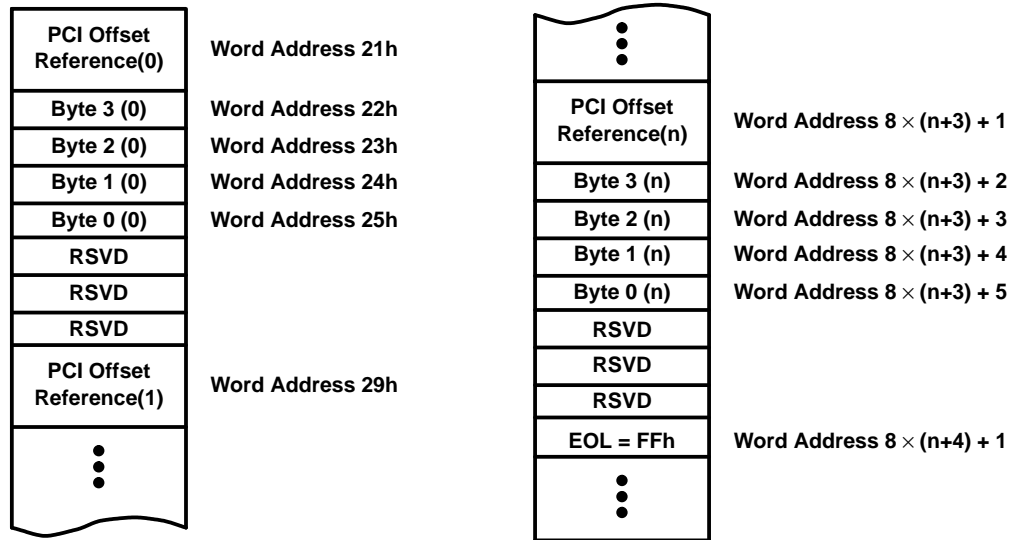 PCI Offset
Reference(0)
Word Address 21h
Byte 3 (0)
Word Address 22h
Byte 2 (0)
Word Address 23h
Byte 1 (0)
Word Address 24h
Byte 0 (0)
Word Address 25h
RSVD
RSVD
RSVD
PCI Offset
Reference(1)
Word Address 29h
PCI Offset
Reference(n)
Word Address 8 × (n+3) + 1
Byte 3 (n)
Word Address 8 × (n+3) + 2
Byte 2 (n)
Word Address 8 × (n+3) + 3
Byte 1 (n)
Word Address 8 × (n+3) + 4
Byte 0 (n)
Word Address 8 × (n+3) + 5
RSVD
RSVD
RSVD
EOL = FFh
Word Address 8 × (n+4) + 1